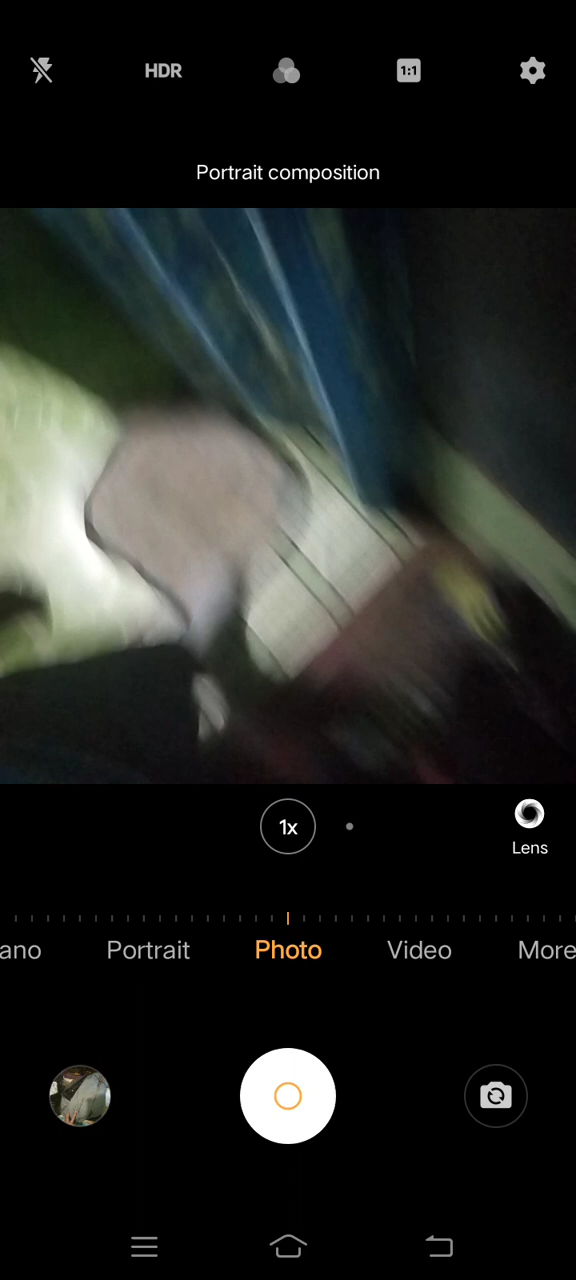 HDR
1:1
Portrait composition
1x
Lens
ano
Portrait
Photo
Video
More